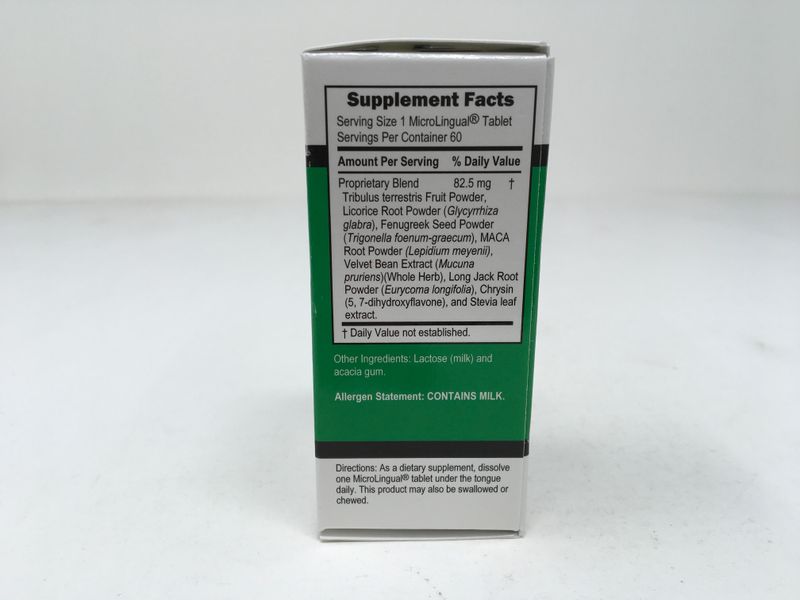 Supplement Facts
Serving Size 1 MicroLingual® Tablet
Servings Per Container 60
Amount Per Serving % Daily Value
Proprietary Blend 82.5 mg †
Tribulus terrestris Fruit Powder,
Licorice Root Powder (Glycyrrhiza
glabra), Fenugreek Seed Powder
(Trigonella foenum-graecum), MACA
Root Powder (Lepidium meyenii),
Velvet Bean Extract (Mucuna
pruriens)(Whole Herb), Long Jack Root
Powder (Eurycoma longifolia), Chrysin
(5, 7-dihydroxyflavone), and Stevia leaf
extract.
† Daily Value not established.
Other Ingredients: Lactose (milk) and
acacia gum.
Allergen Statement: CONTAINS MILK.
Directions: As a dietary supplement, dissolve
one MicroLingual® tablet under the tongue
daily. This product may also be swallowed or
chewed.